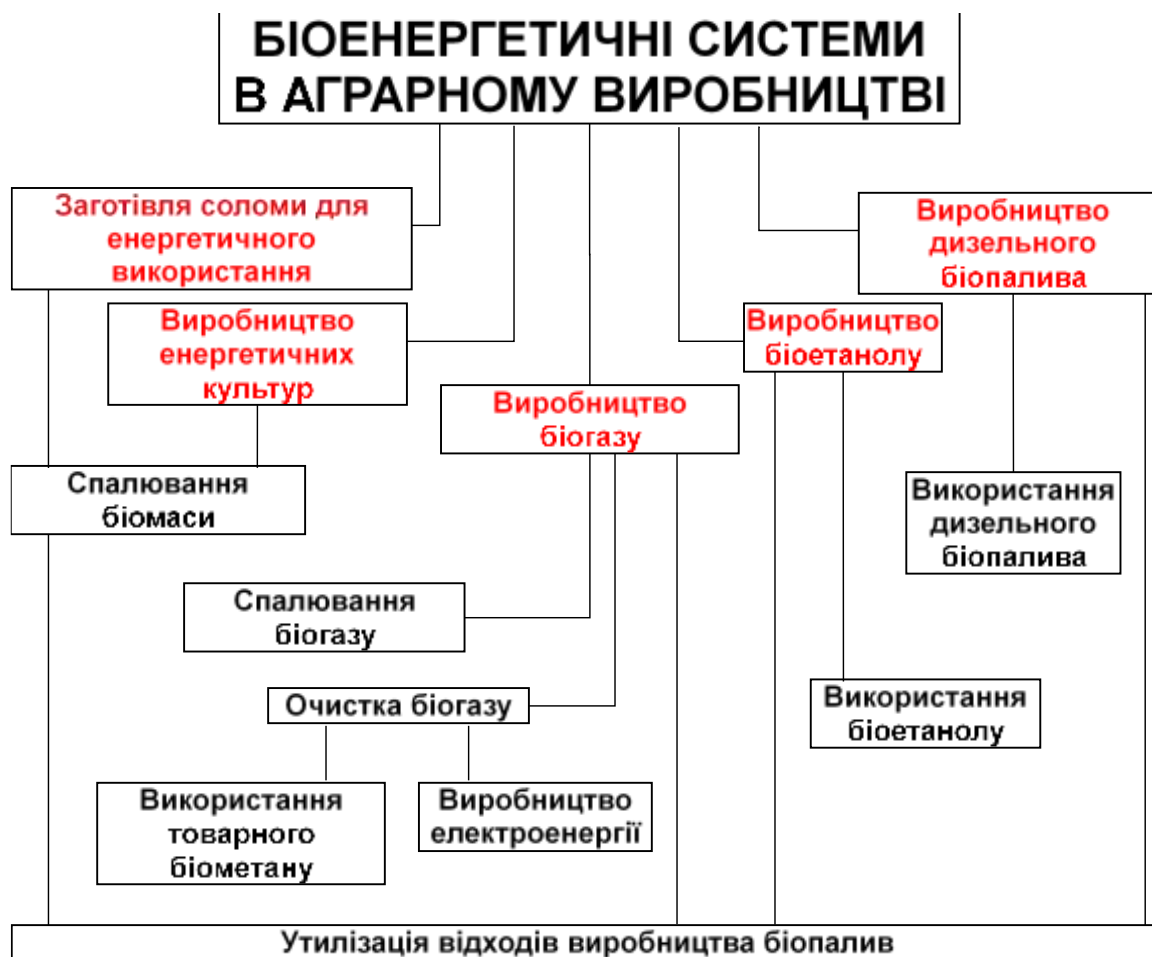 БІОЕНЕРГЕТИЧНІ СИСТЕМИ
В АГРАРНОМУ ВИРОБНИЦТВІ
Заготівля соломи для
енергетичного
використання
Виробництво
дизельного
біопалива
Виробництво
енергетичних
культур
Виробництво
біоетанолу
Виробництво
біогазу
Спалювання
біомаси
Використання
дизельного
біопалива
Спалювання
біогазу
Очистка біогазу
Використання
біоетанолу
Використання
товарного
біометану
Виробництво
електроенергії
Утилізація відходів виробництва біопалив